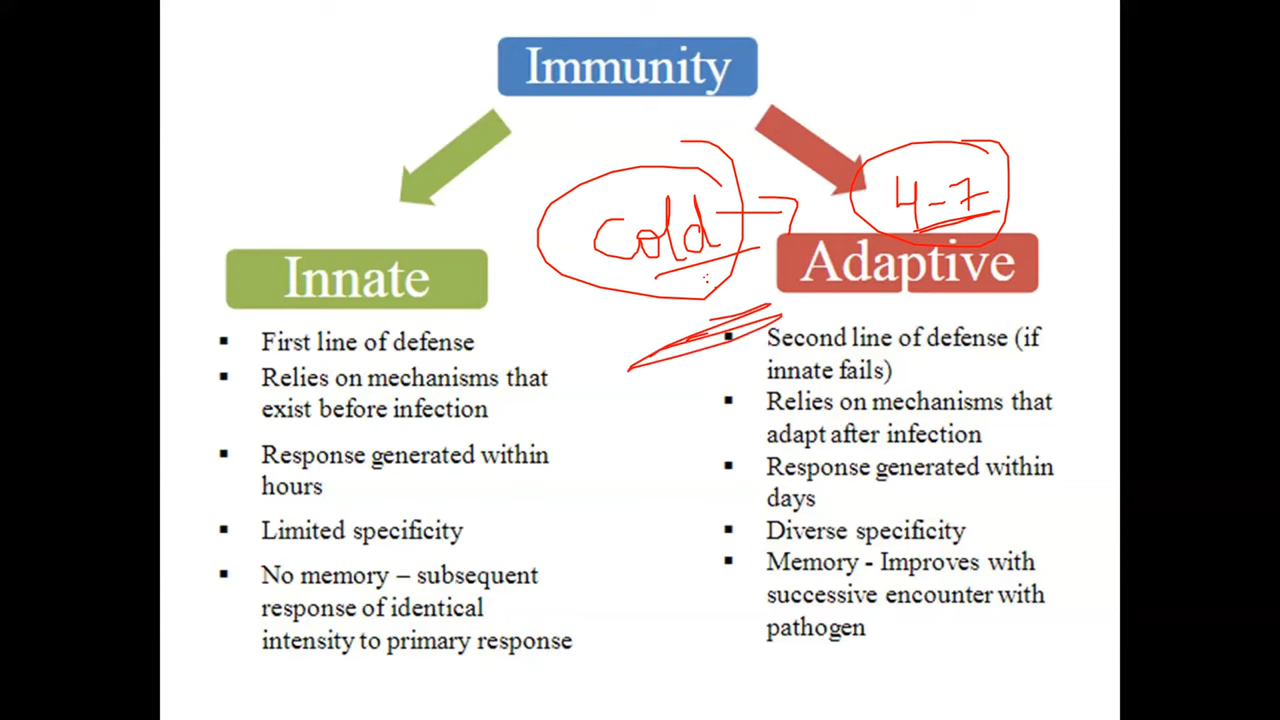 Immunity
cold
4-7
Innate
▪ First line of defense
▪ Relies on mechanisms that
exist before infection
▪ Response generated within
hours
▪ Limited specificity
▪ No memory – subsequent
response of identical
intensity to primary response
Adaptive
▪ Second line of defense (if
innate fails)
▪ Relies on mechanisms that
adapt after infection
▪ Response generated within
days
▪ Diverse specificity
▪ Memory - Improves with
successive encounter with
pathogen